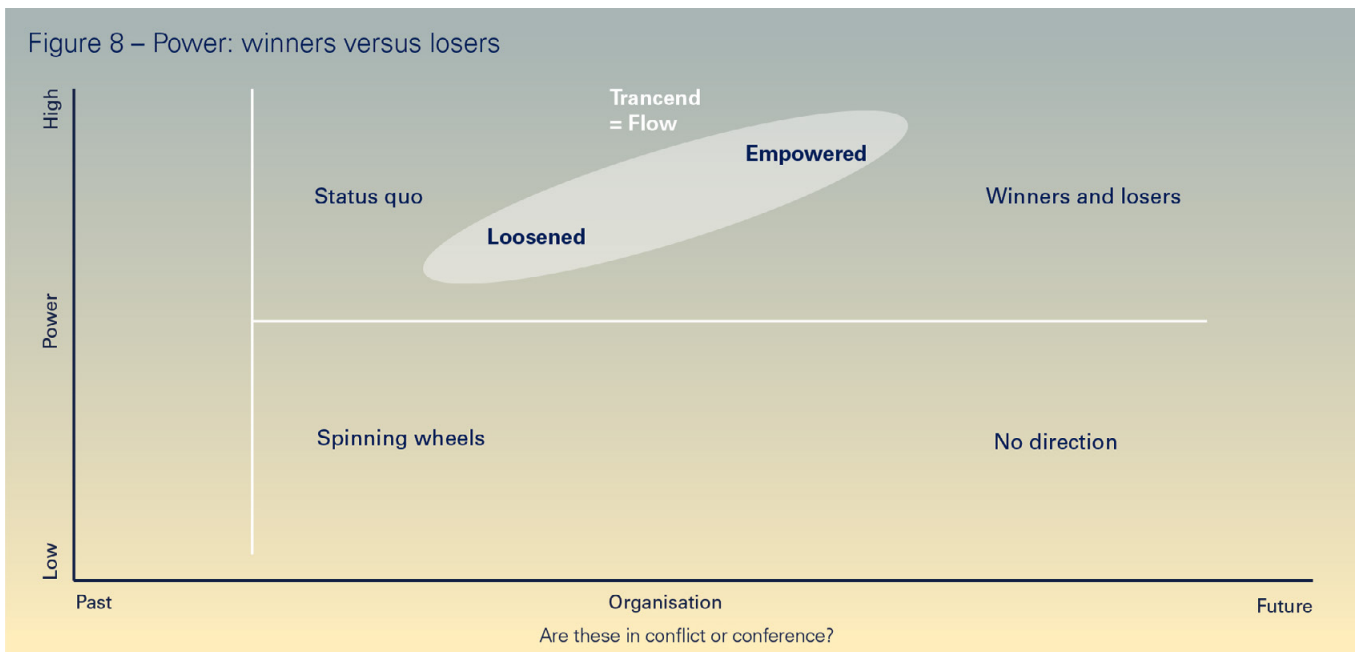 Figure 8 – Power: winners versus losers
High
Power
Low
Trancend
= Flow
Empowered
Status quo
Winners and losers
Loosened
Spinning wheels
No direction
Past
Organisation
Future
Are these in conflict or conference?